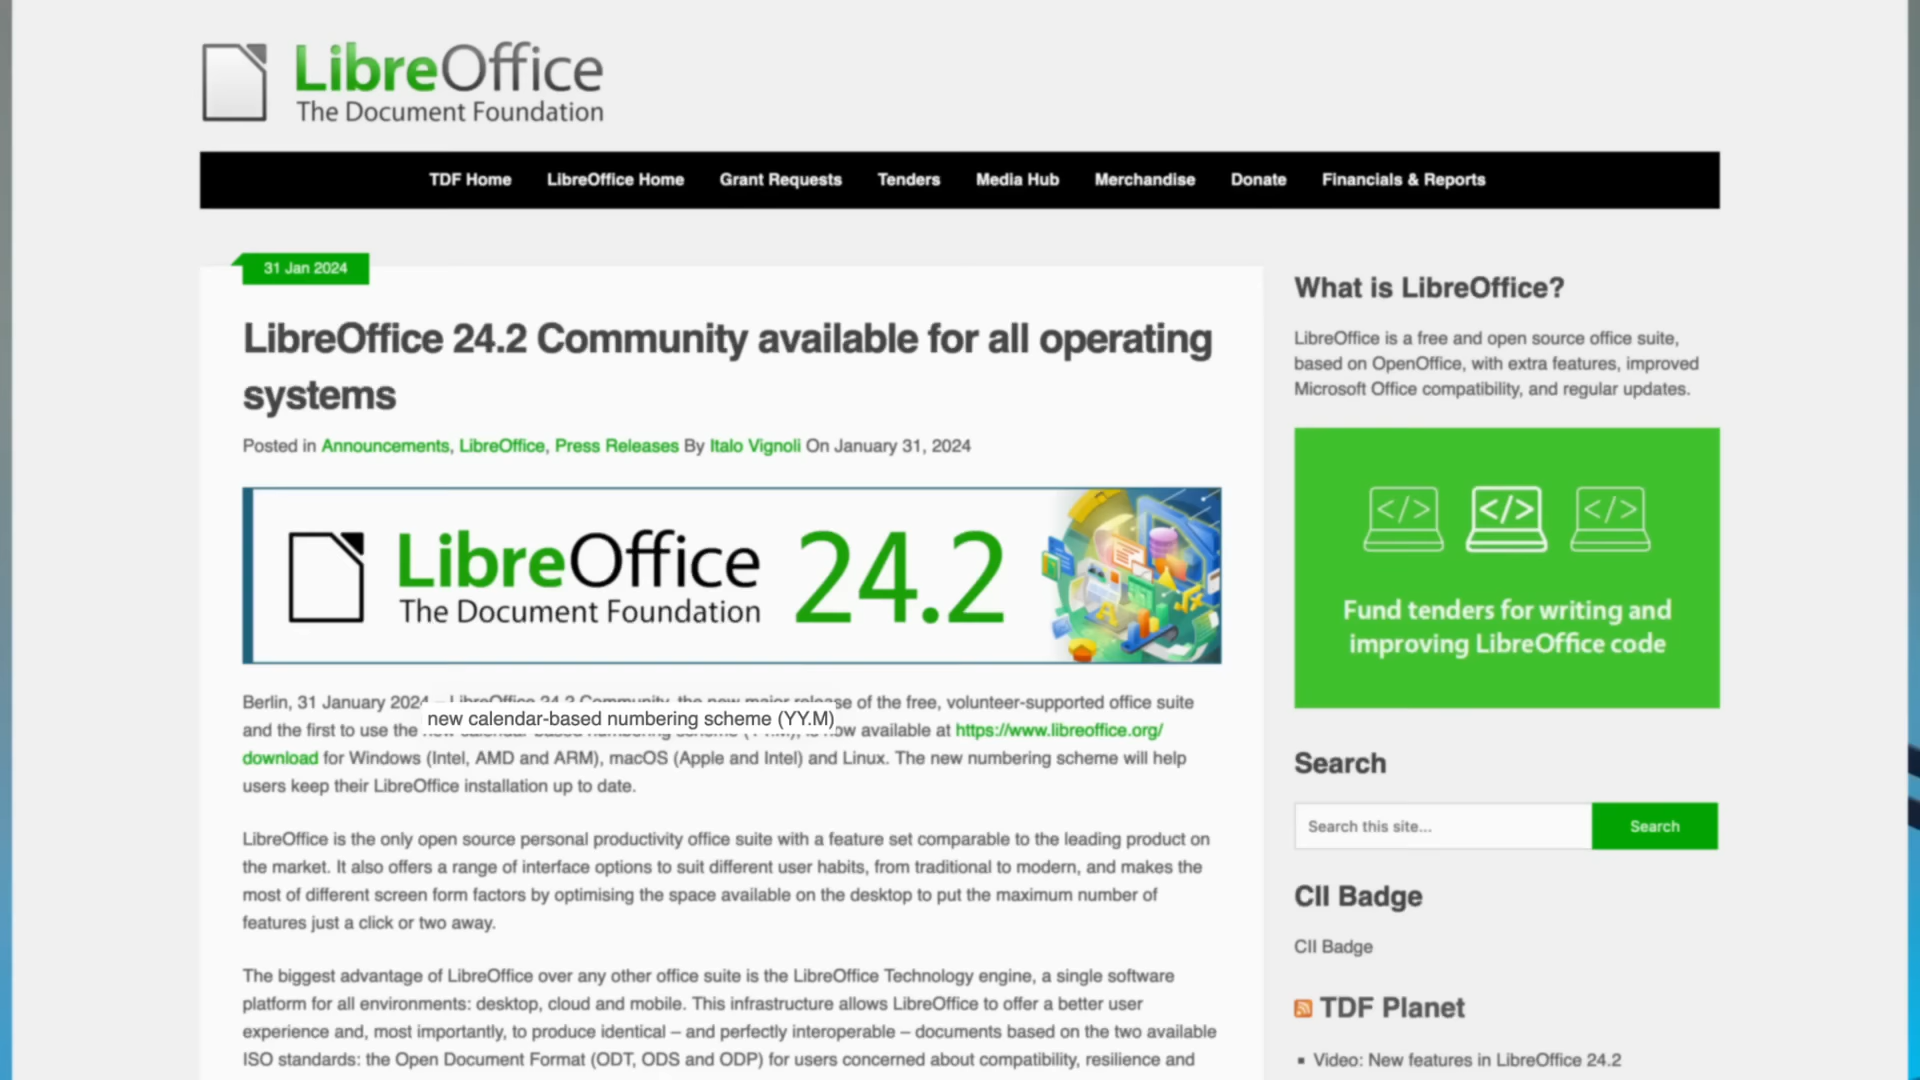 LibreOffice
The Document Foundation
TDF Home LibreOffice Home Grant Requests Tenders Media Hub Merchandise Donate Financials & Reports
31 Jan 2024
LibreOffice 24.2 Community available for all operating
systems
Posted in Announcements, LibreOffice, Press Releases By Italo Vignoli On January 31, 2024
LibreOffice 24.2
The Document Foundation
Berlin, 31 January 2024 – LibreOffice 24.2 Community, the new major release of the free, volunteer-supported office suite
and the first to use the new calendar-based numbering scheme (YY.M), is now available at https://www.libreoffice.org/
download for Windows (Intel, AMD and ARM), macOS (Apple and Intel) and Linux. The new numbering scheme will help
users keep their LibreOffice installation up to date.
LibreOffice is the only open source personal productivity office suite with a feature set comparable to the leading product on
the market. It also offers a range of interface options to suit different user habits, from traditional to modern, and makes the
most of different screen form factors by optimising the space available on the desktop to put the maximum number of
features just a click or two away.
The biggest advantage of LibreOffice over any other office suite is the LibreOffice Technology engine, a single software
platform for all environments: desktop, cloud and mobile. This infrastructure allows LibreOffice to offer a better user
experience and, most importantly, to produce identical – and perfectly interoperable – documents based on the two available
ISO standards: the Open Document Format (ODT, ODS and ODP) for users concerned about compatibility, resilience and
What is LibreOffice?
LibreOffice is a free and open source office suite,
based on OpenOffice, with extra features, improved
Microsoft Office compatibility, and regular updates.
</> </> </>
Fund tenders for writing and
improving LibreOffice code
Search
Search this site... Search
CII Badge
CII Badge
TDF Planet
Video: New features in LibreOffice 24.2